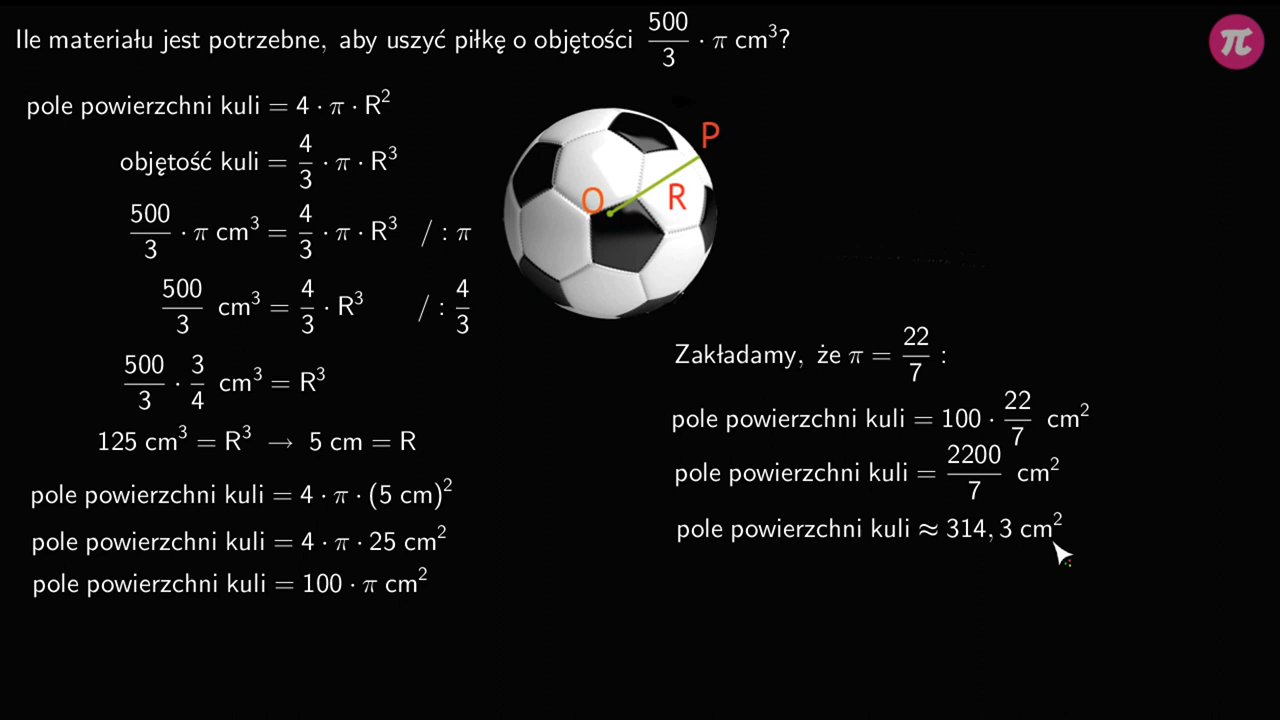 Ile materiału jest potrzebne, aby uszyć piłkę o objętości 500/3 · π cm³?
π
pole powierzchni kuli = 4 · π · R²
objętość kuli = 4/3 · π · R³
500/3 · π cm³ = 4/3 · π · R³ / : π
500/3 cm³ = 4/3 · R³ / : 4/3
500/3 · 3/4 cm³ = R³
125 cm³ = R³ → 5 cm = R
pole powierzchni kuli = 4 · π · (5 cm)²
pole powierzchni kuli = 4 · π · 25 cm²
pole powierzchni kuli = 100 · π cm²
P
O
R
Zakładamy, że π = 22/7 :
pole powierzchni kuli = 100 · 22/7 cm²
pole powierzchni kuli = 2200/7 cm²
pole powierzchni kuli ≈ 314,3 cm²